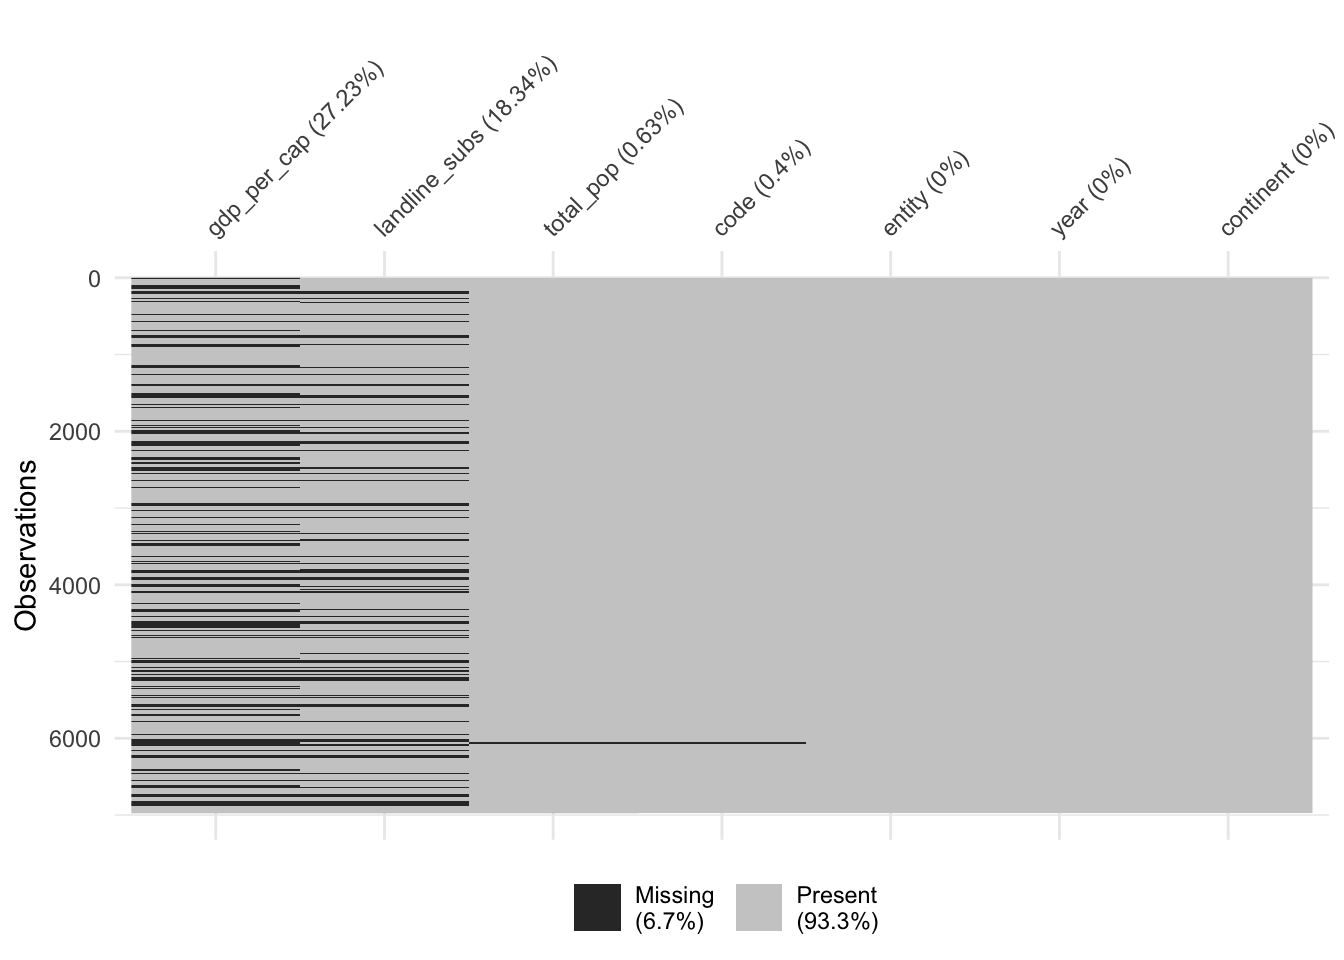 gdp_per_cap (27.23%)
landline_subs (18.34%)
total_pop (0.63%)
code (0.4%)
entity (0%)
year (0%)
continent (0%)
0
2000
4000
6000
Observations
Missing
(6.7%)
Present
(93.3%)